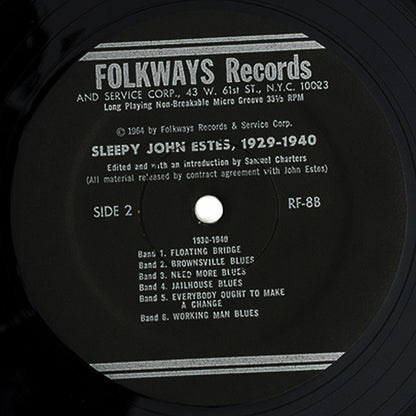 FOLKWAYS Records
AND SERVICE CORP., 43 W. 61st ST., N.Y.C. 10023
Long Playing Non-Breakable Micro Groove 33⅓ RPM
© 1964 by Folkways Records & Service Corp.
SLEEPY JOHN ESTES, 1929-1940
Edited and with an introduction by Samuel Charters
(All material released by contract agreement with John Estes)
SIDE 2
RF-8B
1930-1940
Band 1. FLOATING BRIDGE
Band 2. BROWNSVILLE BLUES
Band 3. NEED MORE BLUES
Band 4. JAILHOUSE BLUES
Band 5. EVERYBODY OUGHT TO MAKE
A CHANGE
Band 6. WORKING MAN BLUES